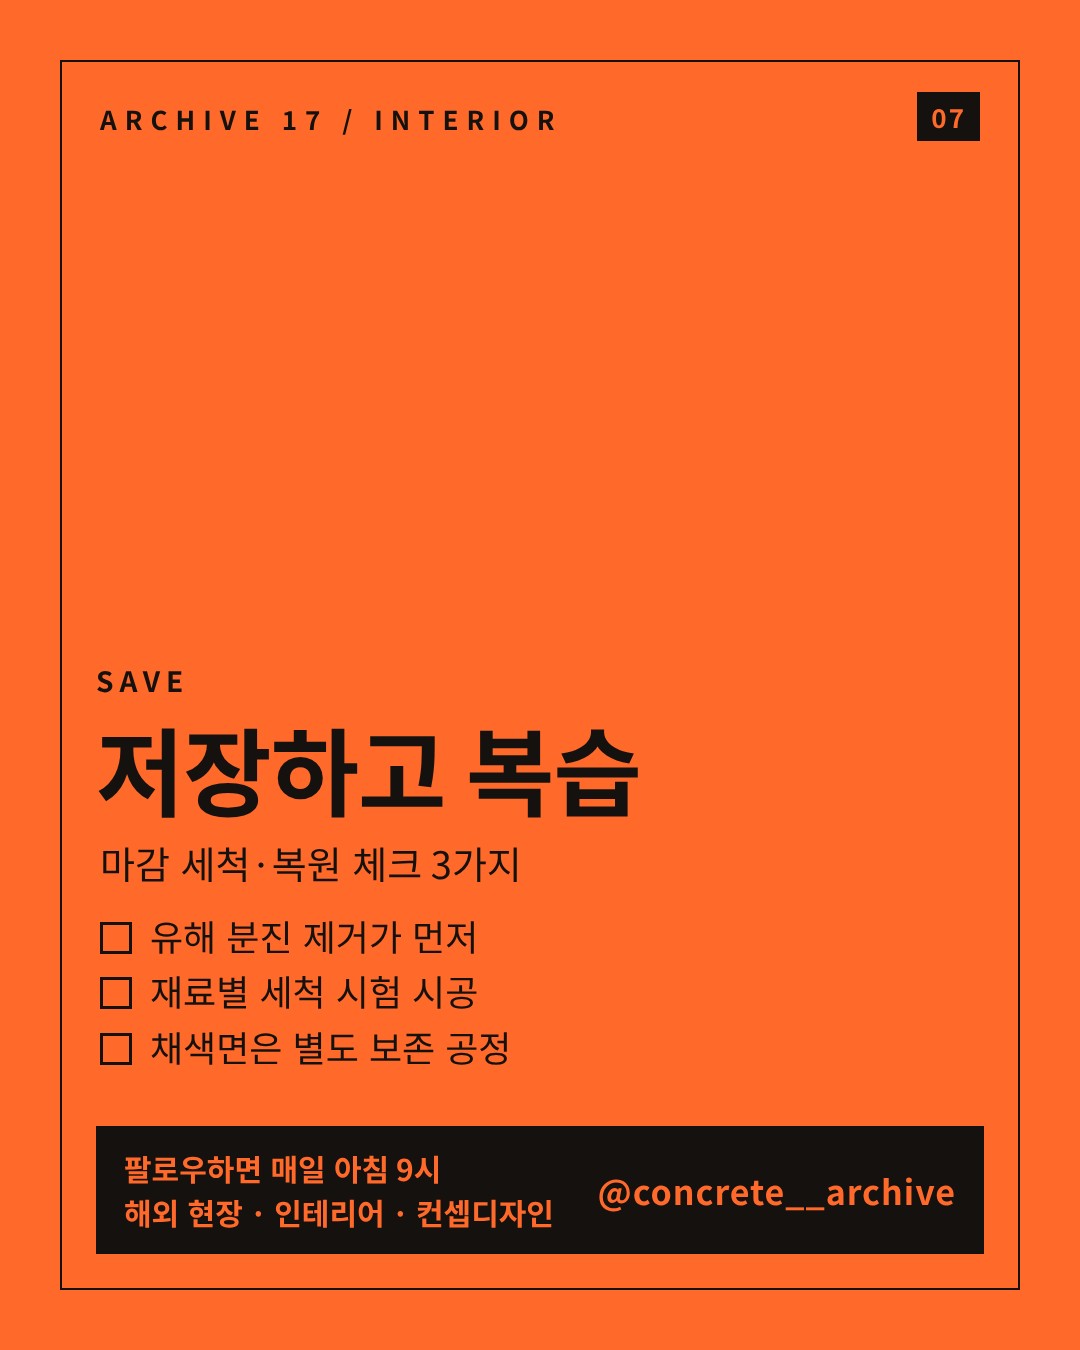 ARCHIVE 17 / INTERIOR
07
SAVE
저장하고 복습
마감 세척·복원 체크 3가지
유해 분진 제거가 먼저
재료별 세척 시험 시공
채색면은 별도 보존 공정
팔로우하면 매일 아침 9시
해외 현장 · 인테리어 · 컨셉디자인
@concrete__archive